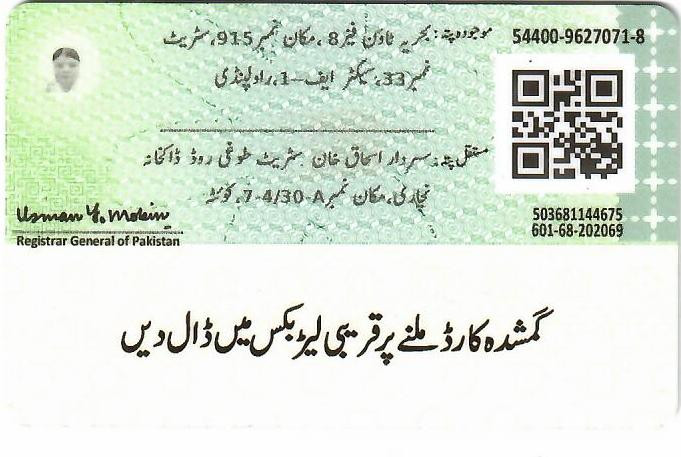 موجودہ پتہ: بحریہ ٹاؤن فیز 8، مکان نمبر 915، سٹریٹ
نمبر 33، سیکٹر ایف-1، راولپنڈی
54400-9627071-8
مستقل پتہ: سردار اسحاق خان سٹریٹ طوغی روڈ ڈاکخانہ
نچاری، مکان نمبر 7-4/30-A، کوئٹہ
503681144675
601-68-202069
Usman Y. Mobin
Registrar General of Pakistan
گمشدہ کارڈ ملنے پر قریبی لیٹر بکس میں ڈال دیں